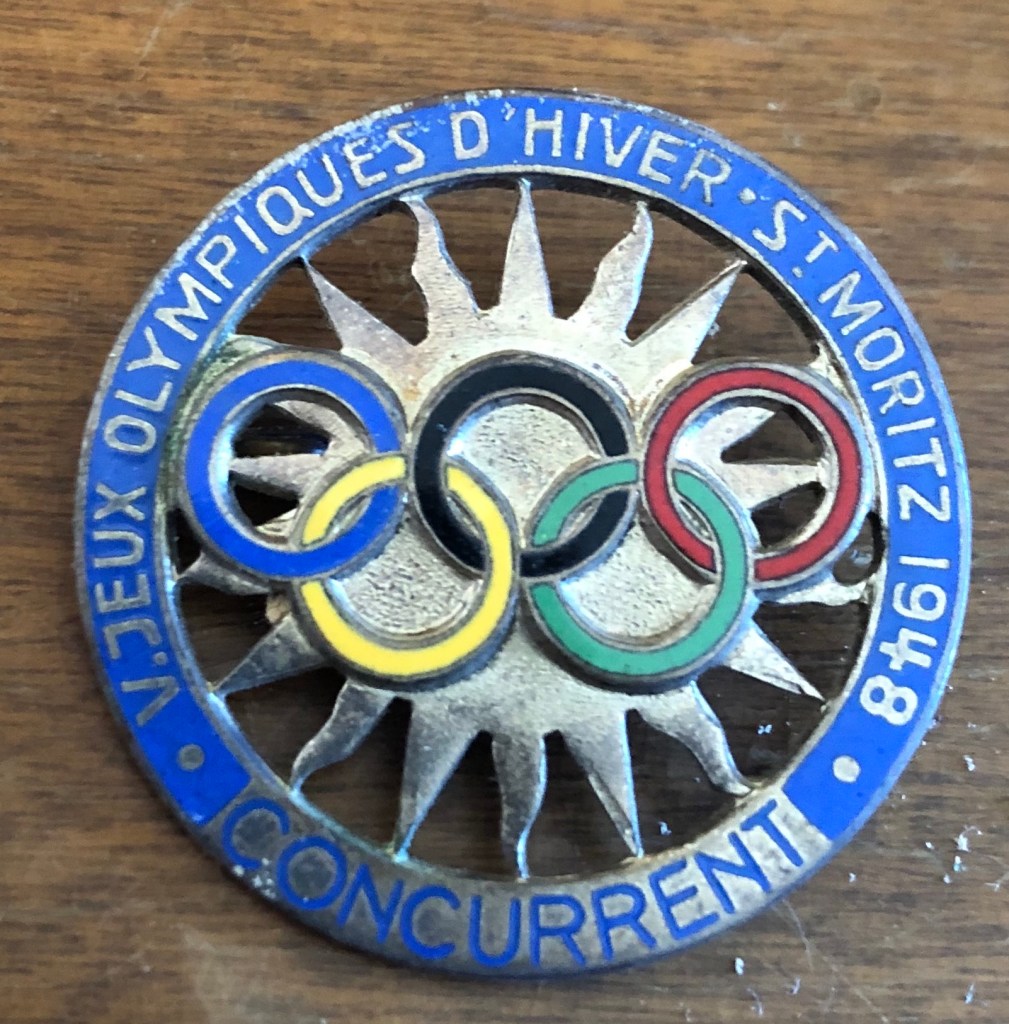 V. JEUX OLYMPIQUES D'HIVER · ST. MORITZ 1948
CONCURRENT